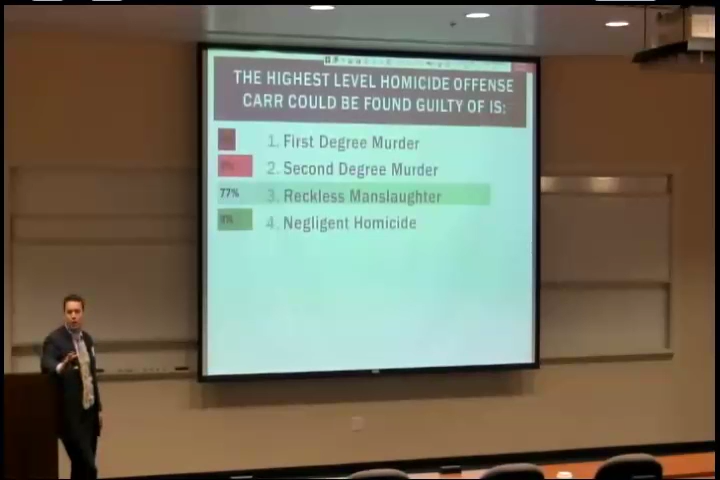 THE HIGHEST LEVEL HOMICIDE OFFENSE
CARR COULD BE FOUND GUILTY OF IS:
1. First Degree Murder
2. Second Degree Murder
77% 3. Reckless Manslaughter
4. Negligent Homicide